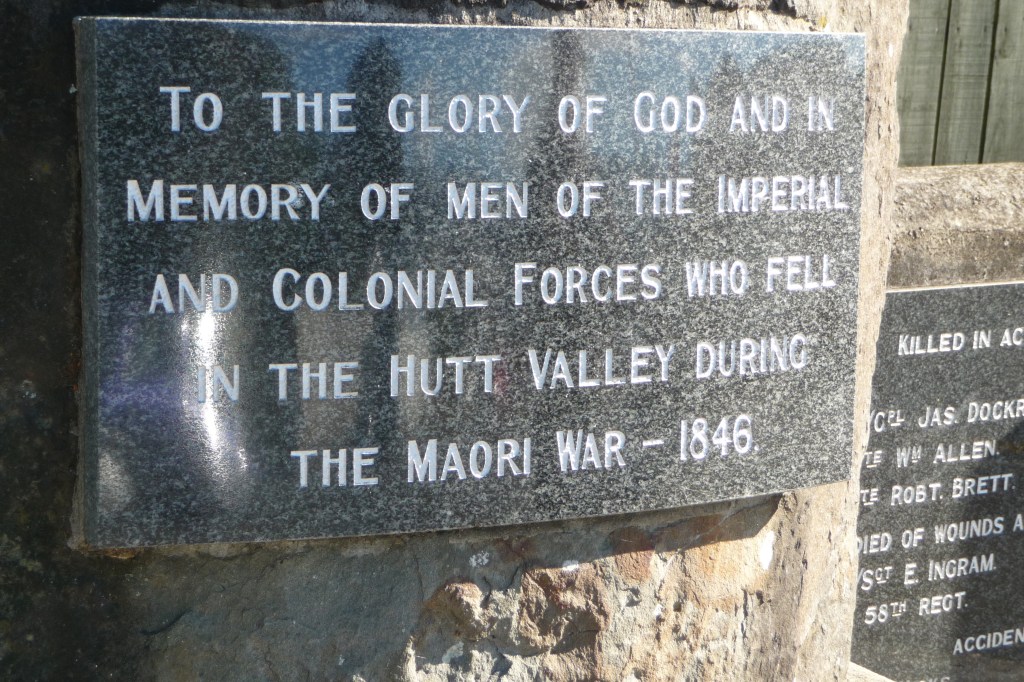 To the glory of God and in
Memory of men of the Imperial
and Colonial Forces who fell
in the Hutt Valley during
the Maori War – 1846.
KILLED IN
JAS.
WM ALLEN.
ROBT. BRETT.
DIED OF WOUNDS
SGT E. INGRAM.
58TH REGT.